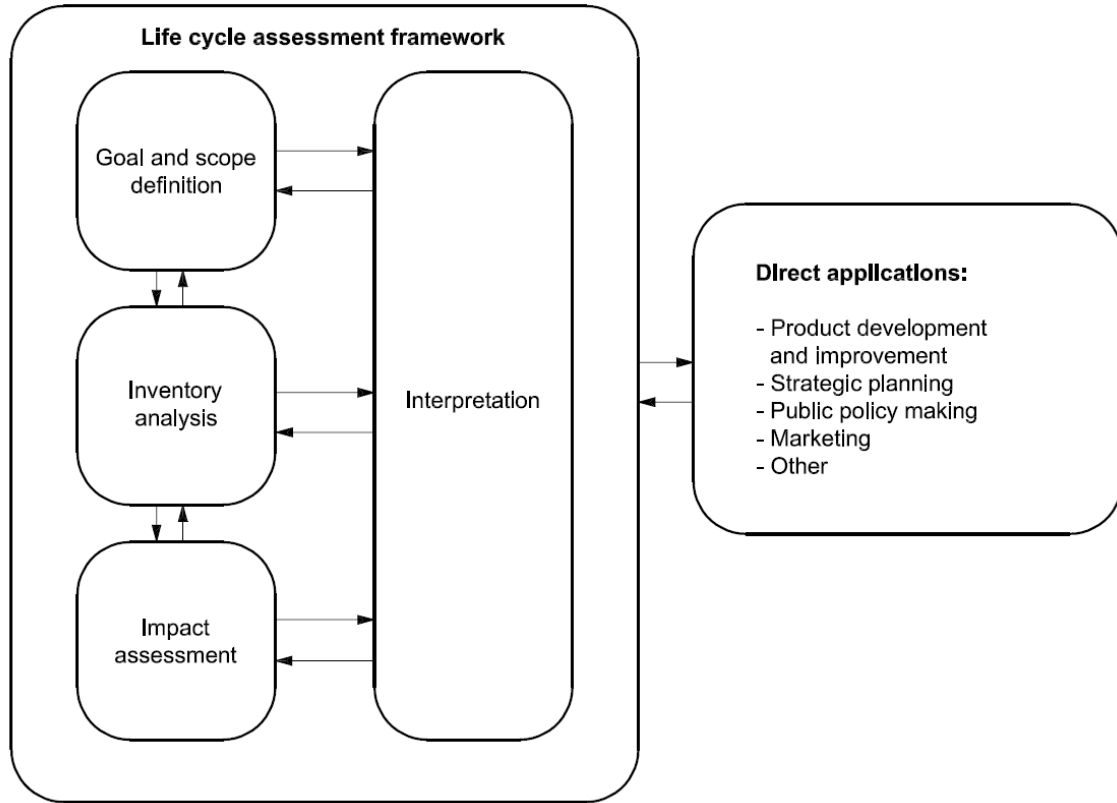 Life cycle assessment framework
Goal and scope
definition
Inventory
analysis
Impact
assessment
Interpretation
Direct applications:
- Product development
and improvement
- Strategic planning
- Public policy making
- Marketing
- Other